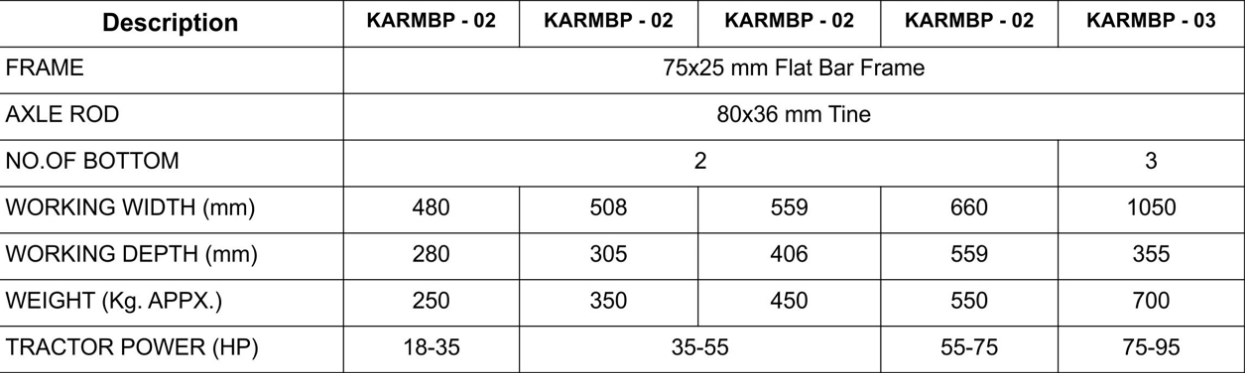 Description KARMBP - 02 KARMBP - 02 KARMBP - 02 KARMBP - 02 KARMBP - 03
FRAME 75x25 mm Flat Bar Frame
AXLE ROD 80x36 mm Tine
NO.OF BOTTOM 2 3
WORKING WIDTH (mm) 480 508 559 660 1050
WORKING DEPTH (mm) 280 305 406 559 355
WEIGHT (Kg. APPX.) 250 350 450 550 700
TRACTOR POWER (HP) 18-35 35-55 55-75 75-95